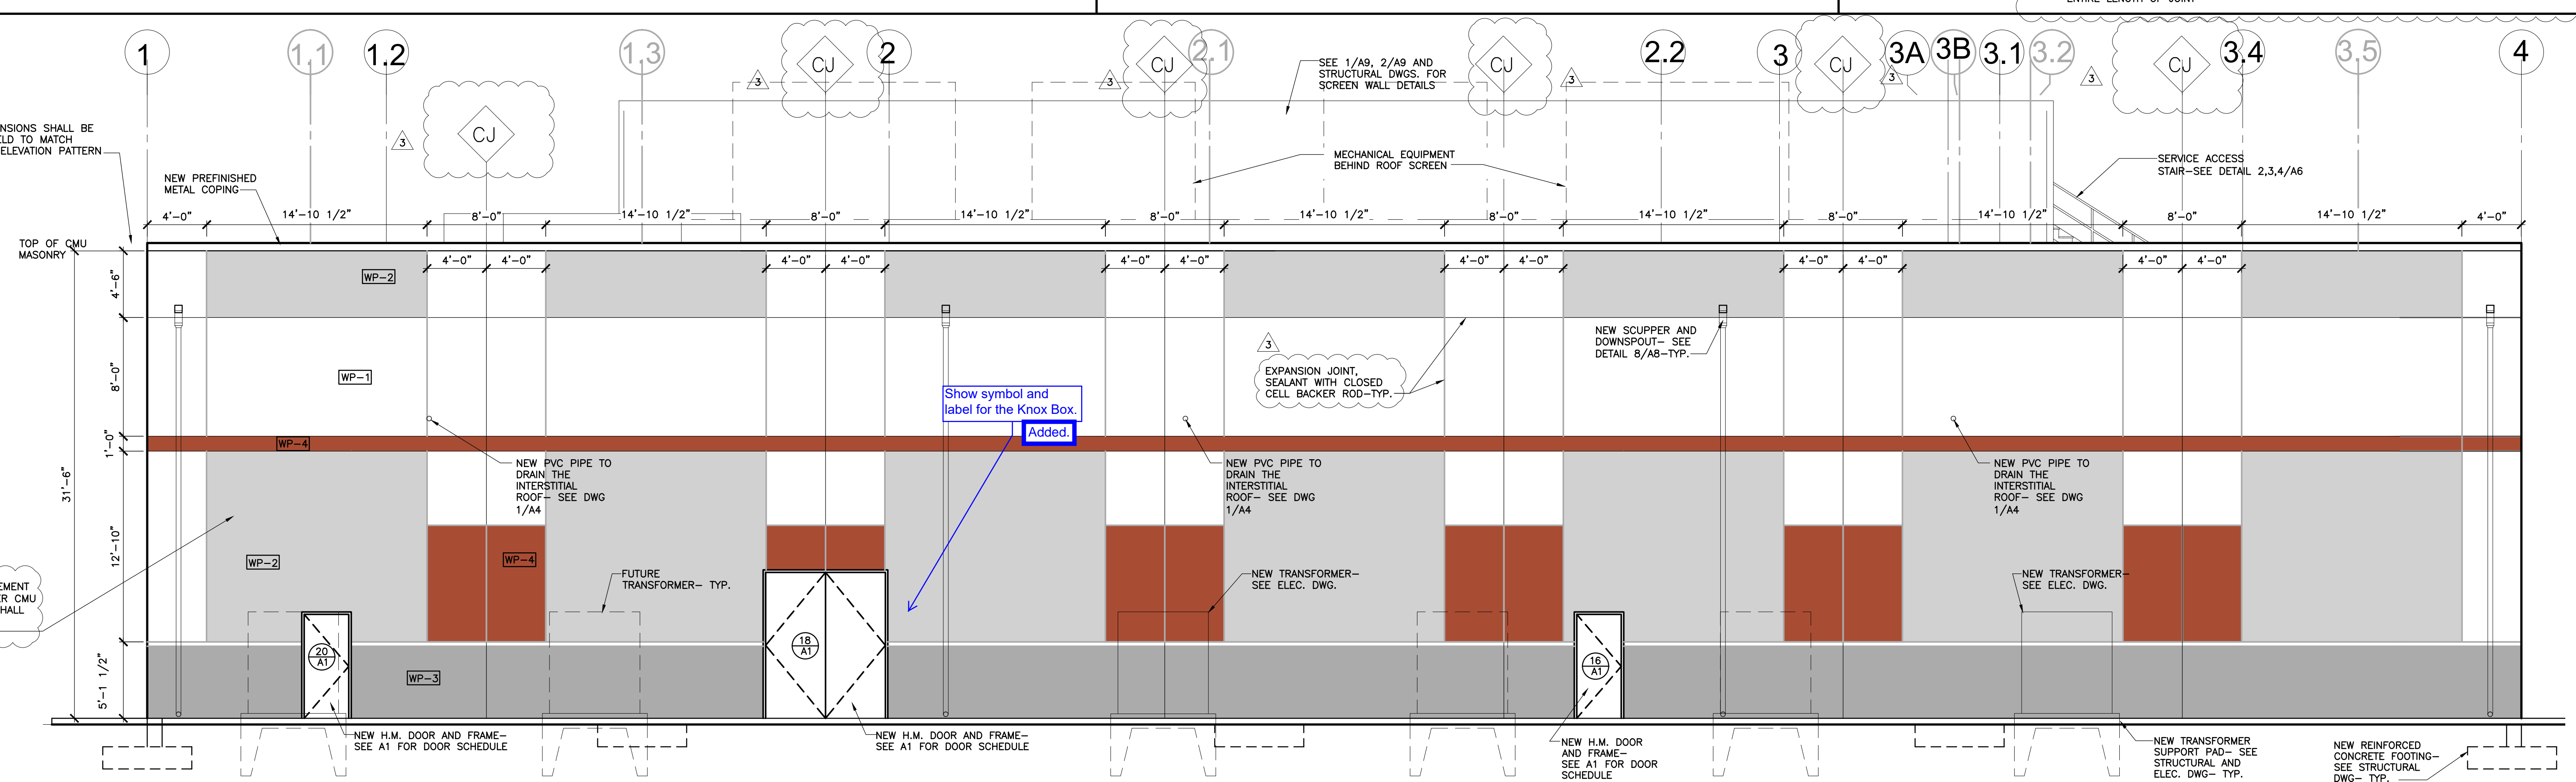 ENTIRE LENGTH OF JOINT
1
1.1
1.2
1.3
2
2.1
2.2
3
3A
3B
3.1
3.2
3.4
3.5
4
CJ
CJ
CJ
CJ
CJ
CJ
3
3
3
3
3
3
SEE 1/A9, 2/A9 AND
STRUCTURAL DWGS. FOR
SCREEN WALL DETAILS
NSIONS SHALL BE
ELD TO MATCH
ELEVATION PATTERN
MECHANICAL EQUIPMENT
BEHIND ROOF SCREEN
SERVICE ACCESS
STAIR-SEE DETAIL 2,3,4/A6
NEW PREFINISHED
METAL COPING
4'-0"
14'-10 1/2"
8'-0"
14'-10 1/2"
8'-0"
14'-10 1/2"
8'-0"
14'-10 1/2"
8'-0"
14'-10 1/2"
8'-0"
14'-10 1/2"
8'-0"
14'-10 1/2"
4'-0"
TOP OF CMU
MASONRY
4'-0"
4'-0"
4'-0"
4'-0"
4'-0"
4'-0"
4'-0"
4'-0"
4'-0"
4'-0"
4'-0"
4'-0"
4'-6"
8'-0"
1'-0"
12'-10"
5'-1 1/2"
31'-6"
WP-2
WP-1
WP-4
WP-2
WP-4
WP-3
NEW SCUPPER AND
DOWNSPOUT- SEE
DETAIL 8/A8-TYP.
3
EXPANSION JOINT,
SEALANT WITH CLOSED
CELL BACKER ROD-TYP.
Show symbol and
label for the Knox Box.
Added.
NEW PVC PIPE TO
DRAIN THE
INTERSTITIAL
ROOF- SEE DWG
1/A4
NEW PVC PIPE TO
DRAIN THE
INTERSTITIAL
ROOF- SEE DWG
1/A4
NEW PVC PIPE TO
DRAIN THE
INTERSTITIAL
ROOF- SEE DWG
1/A4
EMENT
ER CMU
HALL
FUTURE
TRANSFORMER- TYP.
NEW TRANSFORMER-
SEE ELEC. DWG.
NEW TRANSFORMER-
SEE ELEC. DWG.
20
A1
18
A1
16
A1
NEW H.M. DOOR AND FRAME-
SEE A1 FOR DOOR SCHEDULE
NEW H.M. DOOR AND FRAME-
SEE A1 FOR DOOR SCHEDULE
NEW H.M. DOOR
AND FRAME-
SEE A1 FOR DOOR
SCHEDULE
NEW TRANSFORMER
SUPPORT PAD- SEE
STRUCTURAL AND
ELEC. DWG- TYP.
NEW REINFORCED
CONCRETE FOOTING-
SEE STRUCTURAL
DWG- TYP.